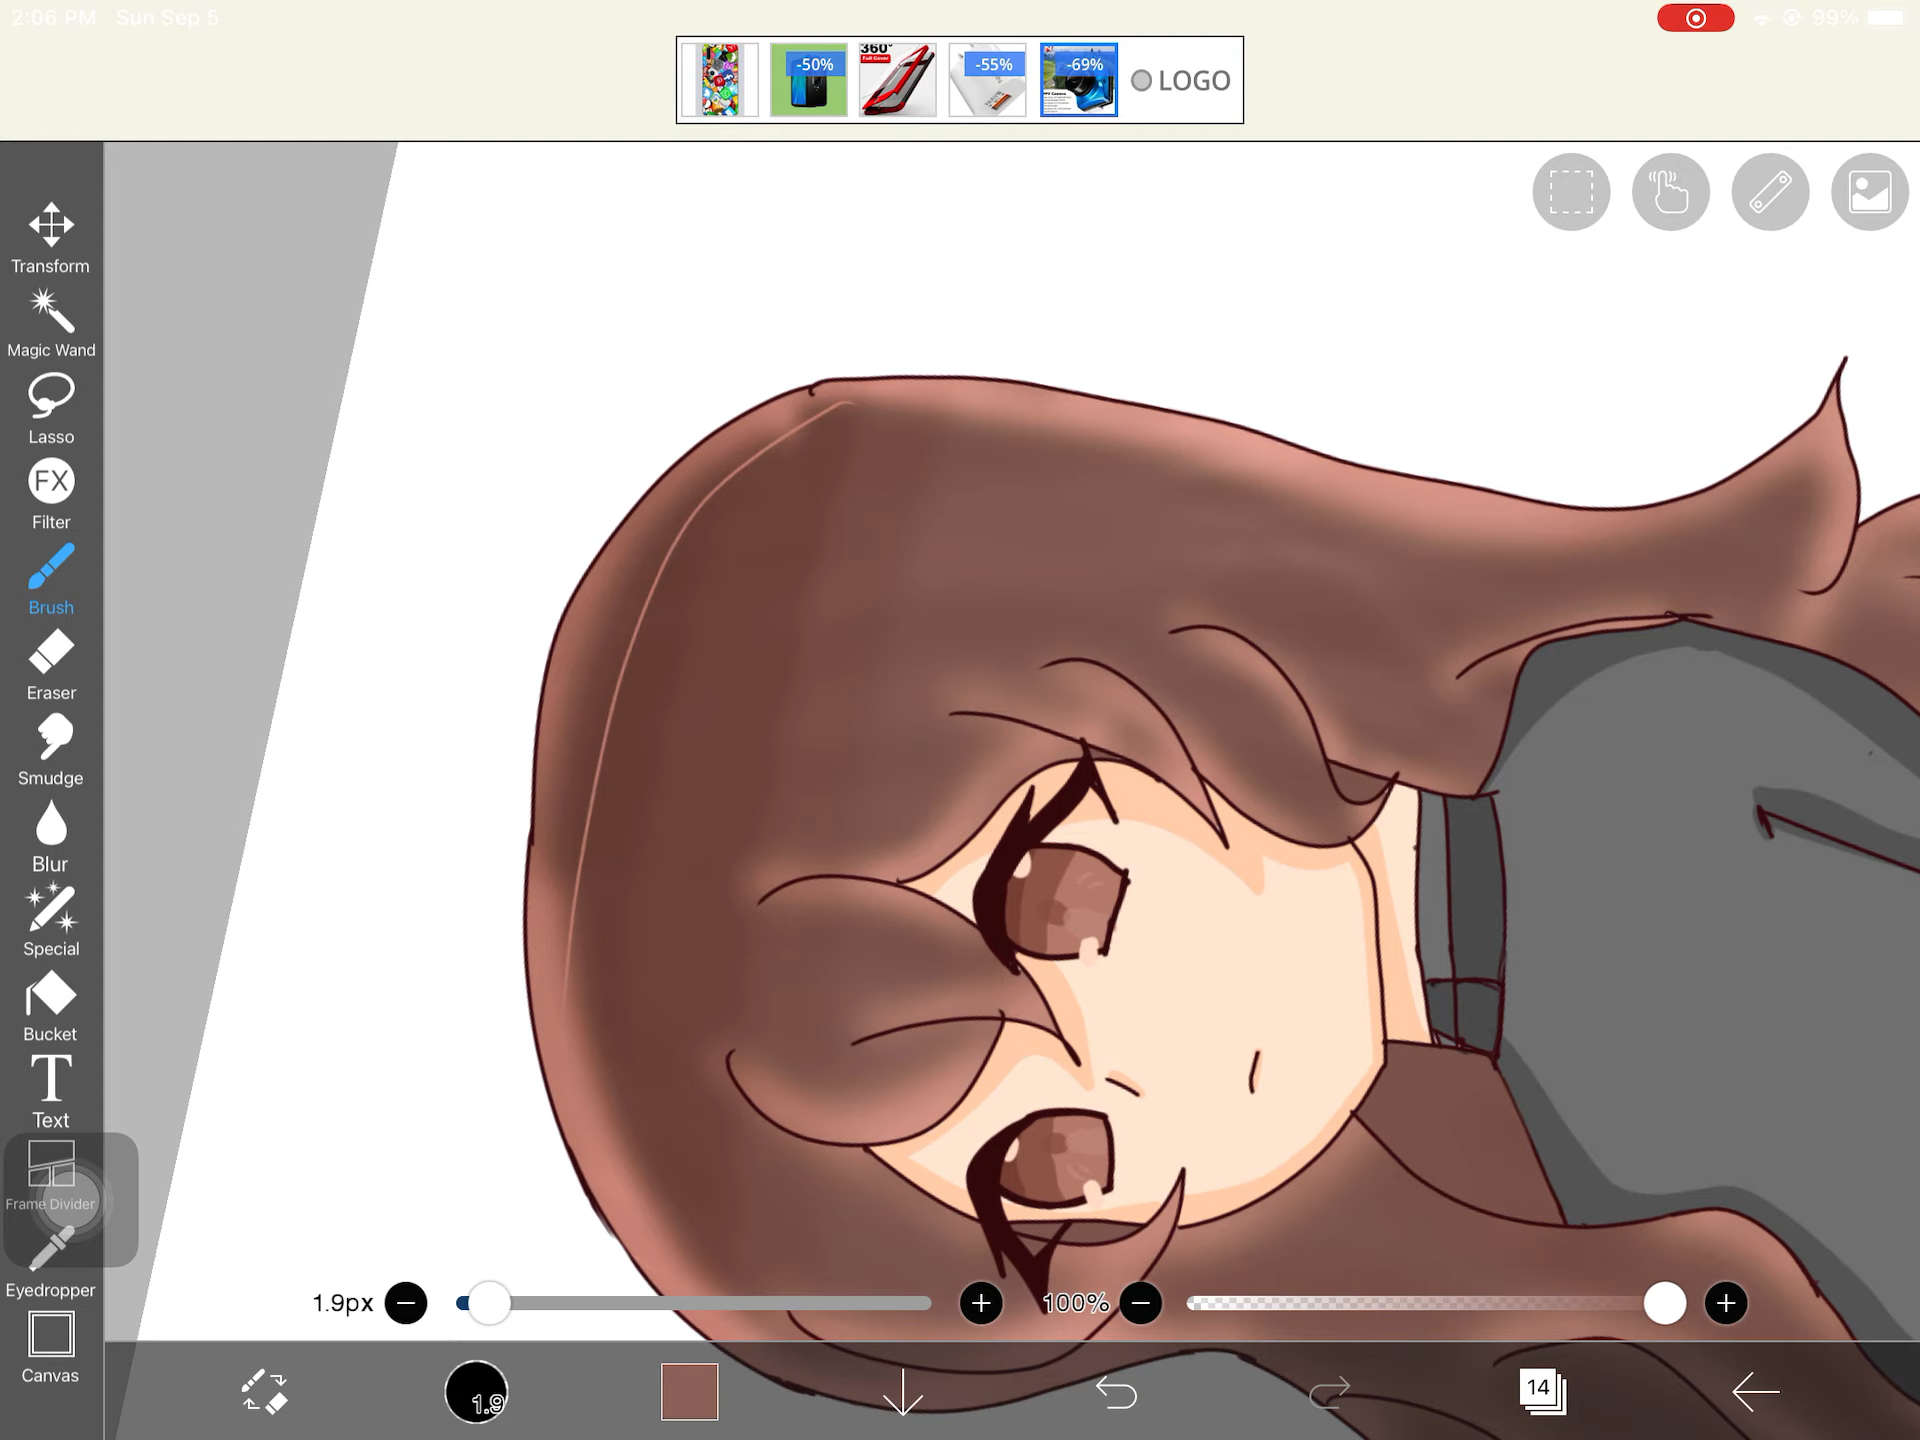 2:06 PM Sun Sep 5
99%
-50%
360°
Full Cover
-55%
-69%
LOGO
Transform
Magic Wand
Lasso
FX
Filter
Brush
Eraser
Smudge
Blur
Special
Bucket
T
Text
Frame Divider
Eyedropper
Canvas
1.9px
100%
1.9
14